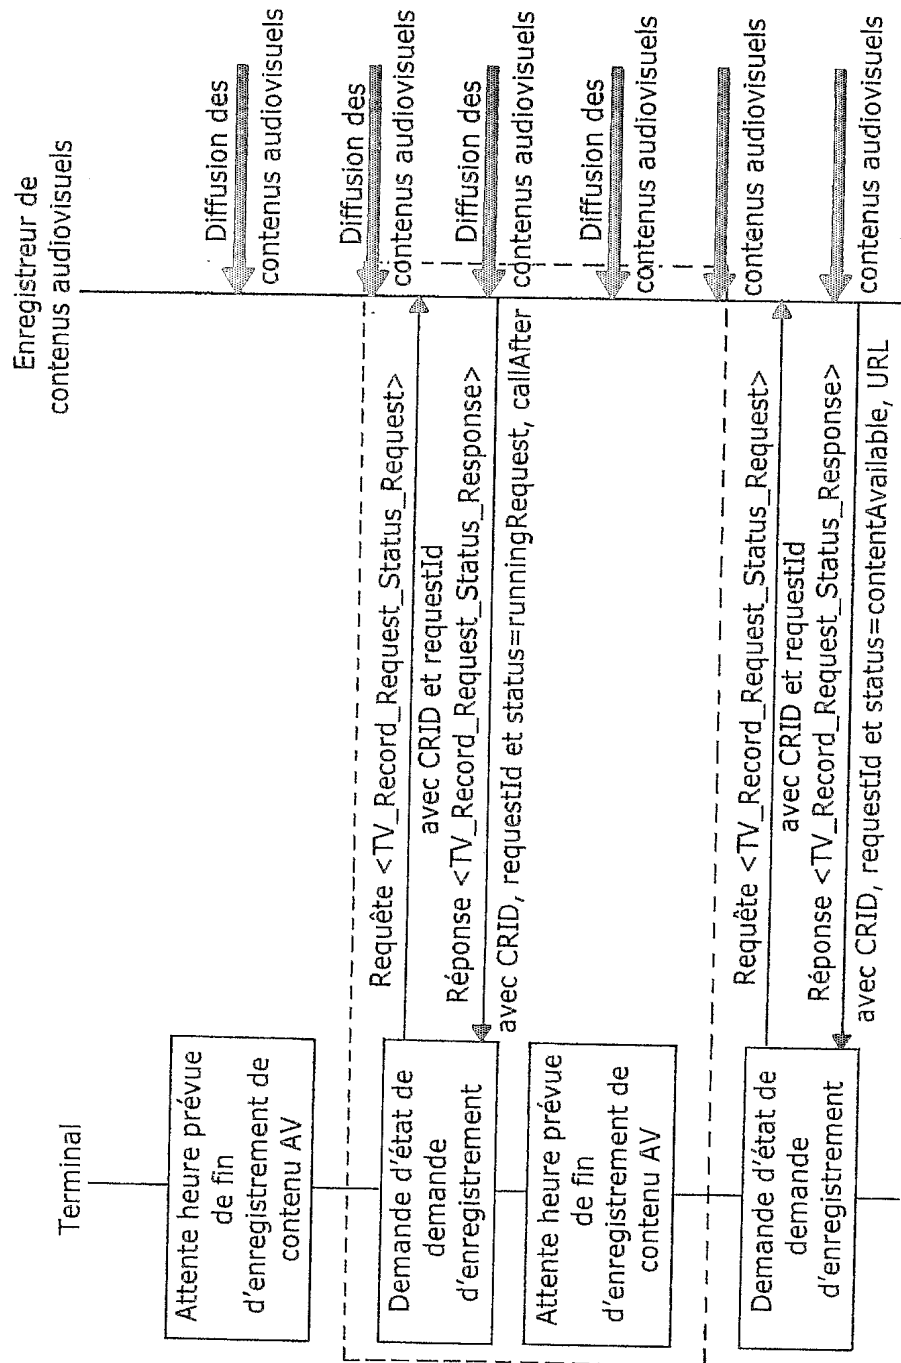 Terminal
Enregistreur de
contenus audiovisuels
Attente heure prévue
de fin
d'enregistrement de
contenu AV
Diffusion des
contenus audiovisuels
Demande d'état de
demande
d'enregistrement
Requête <TV_Record_Request_Status_Request>
avec CRID et requestId
Réponse <TV_Record_Request_Status_Response>
avec CRID, requestId et status=runningRequest, callAfter
Diffusion des
contenus audiovisuels
Diffusion des
contenus audiovisuels
Attente heure prévue
de fin
d'enregistrement de
contenu AV
Diffusion des
contenus audiovisuels
Demande d'état de
demande
d'enregistrement
Requête <TV_Record_Request_Status_Request>
avec CRID et requestId
Réponse <TV_Record_Request_Status_Response>
avec CRID, requestId et status=contentAvailable, URL
contenus audiovisuels
contenus audiovisuels